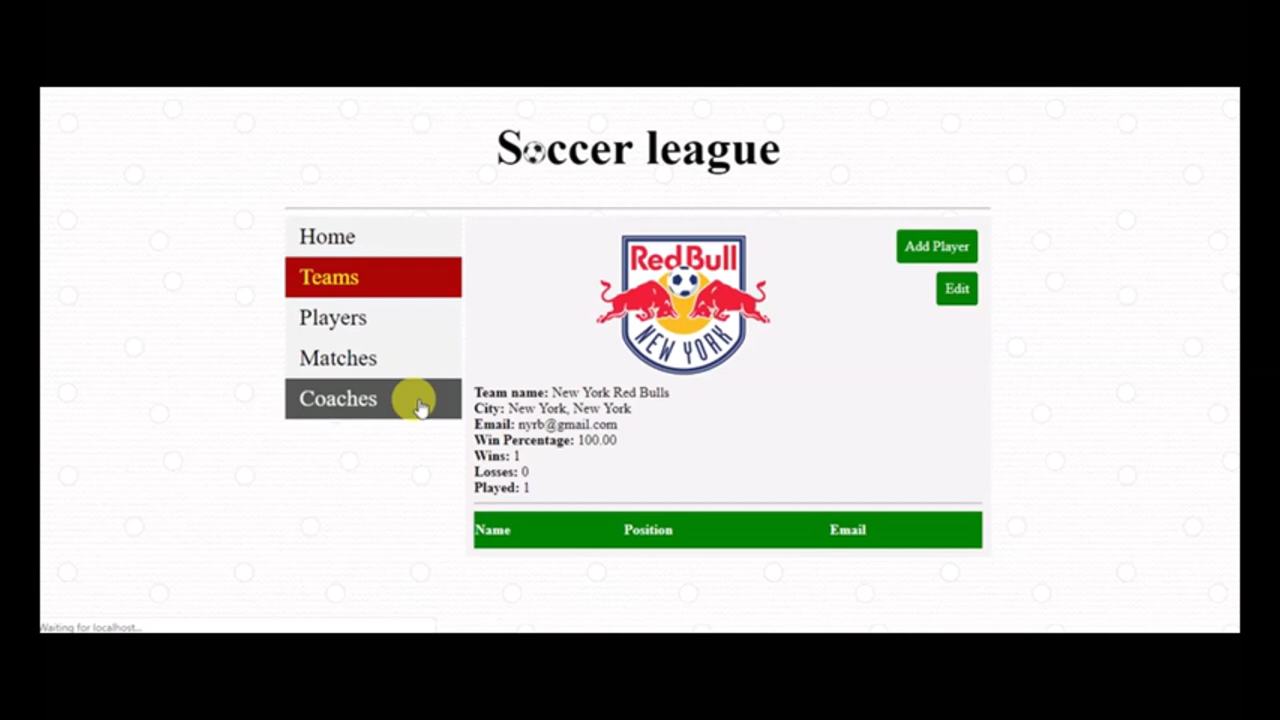 Soccer league
Home
Teams
Players
Matches
Coaches
Red Bull
NEW YORK
Add Player
Edit
Team name: New York Red Bulls
City: New York, New York
Email: nyrb@gmail.com
Win Percentage: 100.00
Wins: 1
Losses: 0
Played: 1
Name Position Email
Waiting for localhost...